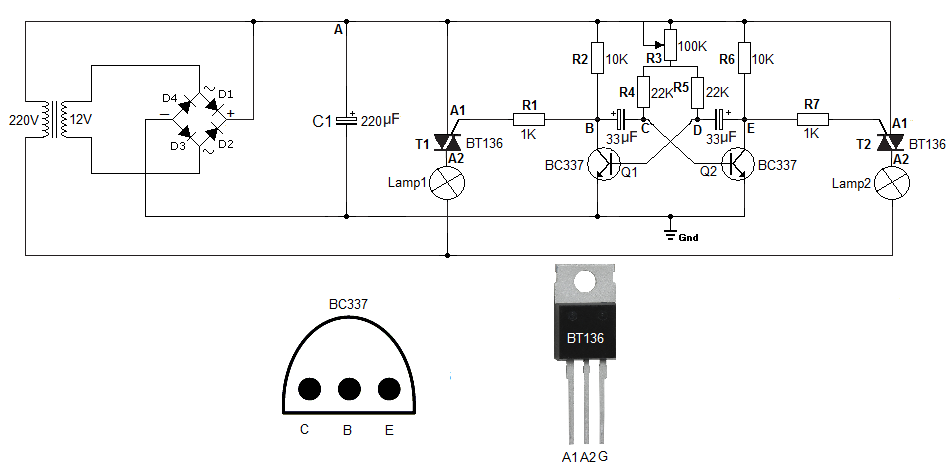 A
R2
10K
R3
100K
R6
10K
D4
D1
R4
22K
R5
22K
220V
12V
−
+
C1
220µF
A1
R1
1K
B
+
C
D
+
E
R7
1K
A1
33µF
33µF
D3
D2
T1
BT136
A2
T2
BT136
A2
BC337
Q1
Q2
BC337
Lamp1
Lamp2
Gnd
BC337
C B E
BT136
A1 A2 G